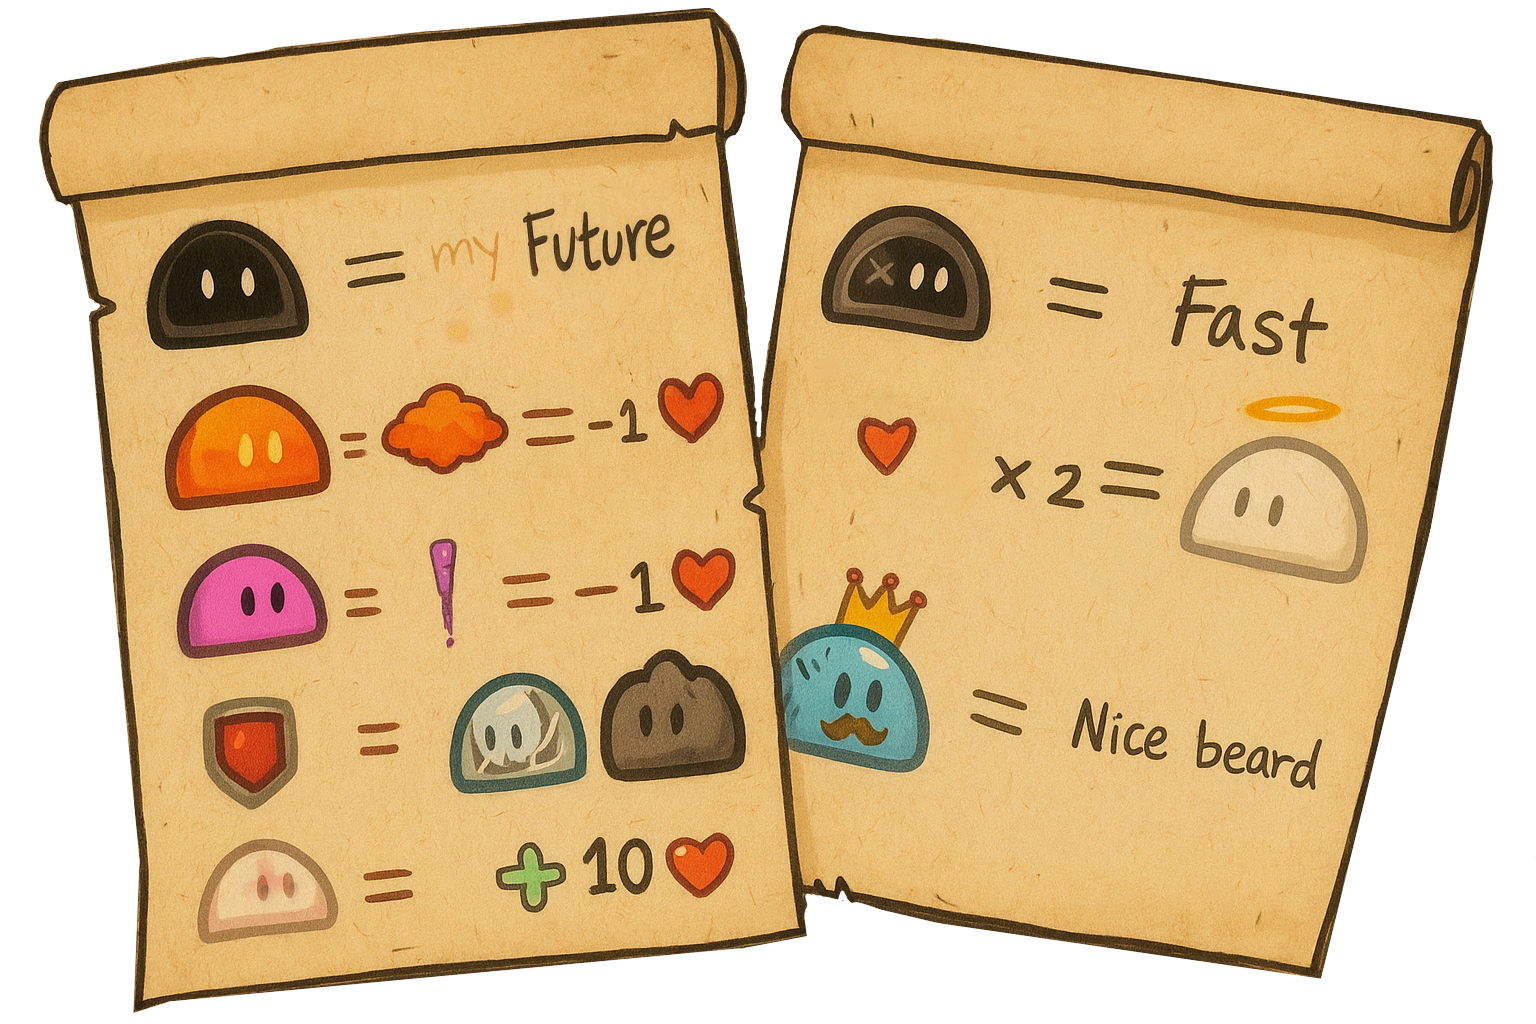 = my Future
= = -1
= = -1
=
= + 10
= Fast
x 2 =
= Nice beard